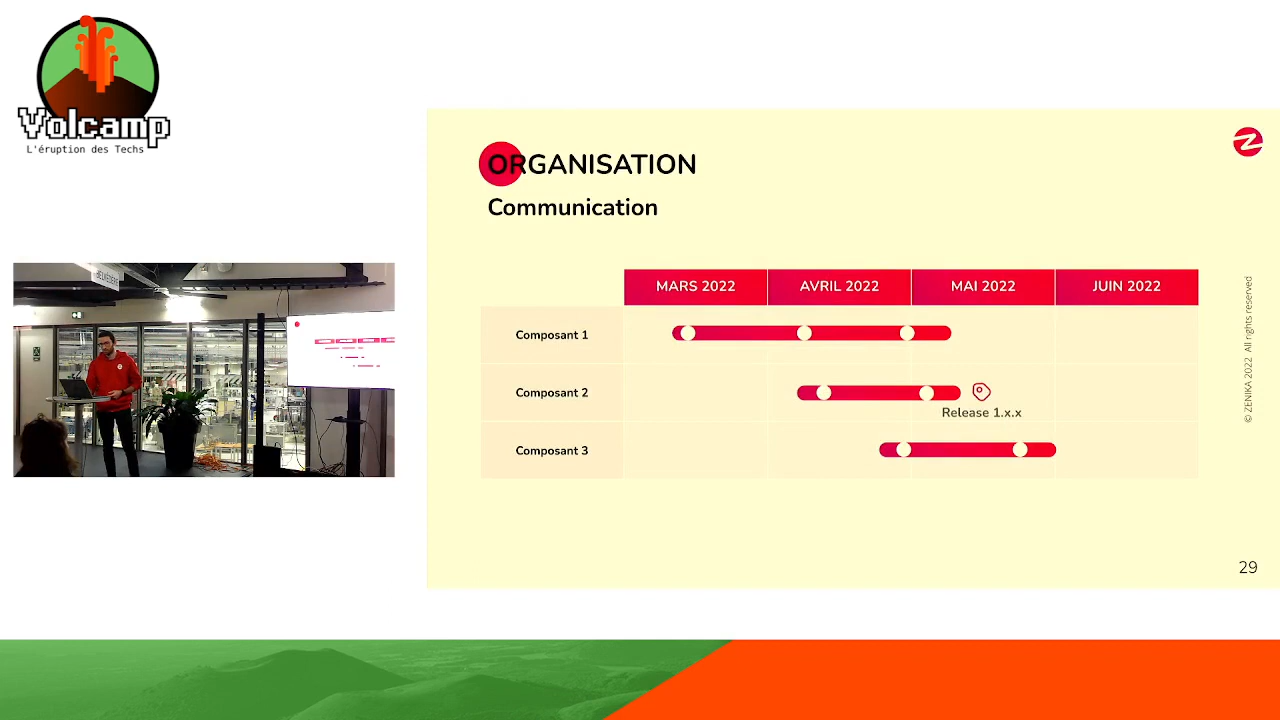 Volcamp
L'éruption des Techs
BELVÉDÈRE
ORGANISATION
Communication
MARS 2022 AVRIL 2022 MAI 2022 JUIN 2022
Composant 1
Composant 2
Release 1.x.x
Composant 3
© ZENIKA 2022 All rights reserved
29